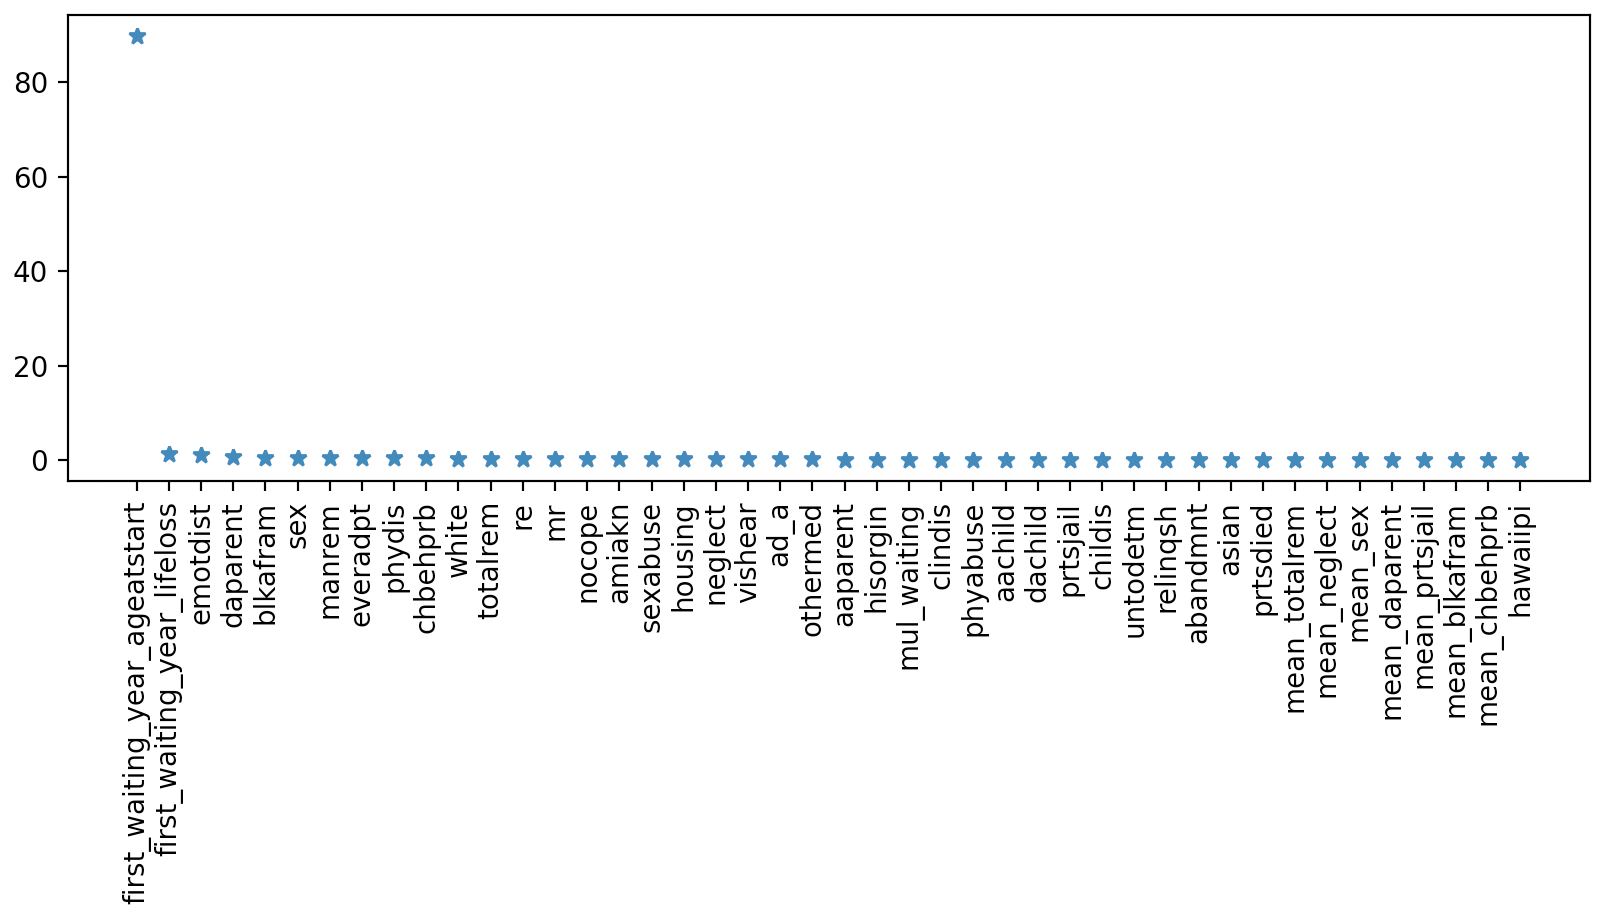 80
60
40
20
0
first_waiting_year_ageatstart
first_waiting_year_lifeloss
emotdist
daparent
blkafram
sex
manrem
everadpt
phydis
chbehprb
white
totalrem
re
mr
nocope
amiakn
sexabuse
housing
neglect
vishear
ad_a
othermed
aaparent
hisorgin
mul_waiting
clindis
phyabuse
aachild
dachild
prtsjail
childis
untodetm
relinqsh
abandmnt
asian
prtsdied
mean_totalrem
mean_neglect
mean_sex
mean_daparent
mean_prtsjail
mean_blkafram
mean_chbehprb
hawaiipi